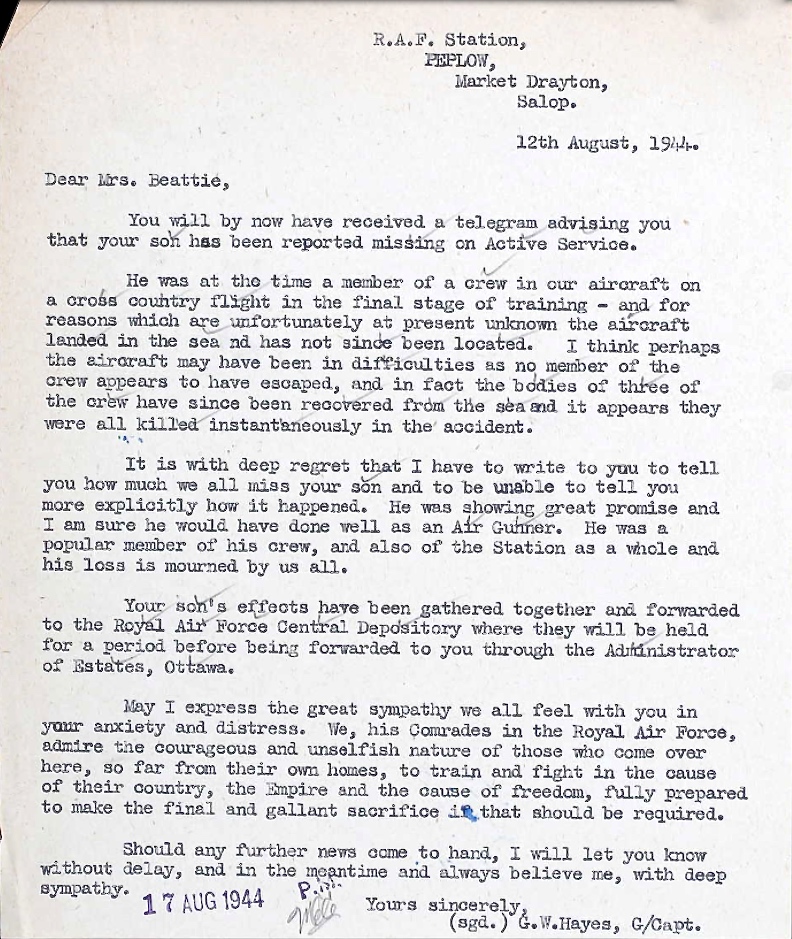 R.A.F. Station,
PEPLOW,
Market Drayton,
Salop.
12th August, 1944.
Dear Mrs. Beattie,
You will by now have received a telegram advising you
that your son has been reported missing on Active Service.
He was at the time a member of a crew in our aircraft on
a cross country flight in the final stage of training - and for
reasons which are unfortunately at present unknown the aircraft
landed in the sea nd has not since been located. I think perhaps
the aircraft may have been in difficulties as no member of the
crew appears to have escaped, and in fact the bodies of three of
the crew have since been recovered from the sea and it appears they
were all killed instantaneously in the accident.
It is with deep regret that I have to write to you to tell
you how much we all miss your son and to be unable to tell you
more explicitly how it happened. He was showing great promise and
I am sure he would have done well as an Air Gunner. He was a
popular member of his crew, and also of the Station as a whole and
his loss is mourned by us all.
Your son's effects have been gathered together and forwarded
to the Royal Air Force Central Depository where they will be held
for a period before being forwarded to you through the Administrator
of Estates, Ottawa.
May I express the great sympathy we all feel with you in
your anxiety and distress. We, his Comrades in the Royal Air Force,
admire the courageous and unselfish nature of those who come over
here, so far from their own homes, to train and fight in the cause
of their country, the Empire and the cause of freedom, fully prepared
to make the final and gallant sacrifice if that should be required.
Should any further news come to hand, I will let you know
without delay, and in the meantime and always believe me, with deep
sympathy.
17 AUG 1944
Yours sincerely,
(sgd.) G.W.Hayes, G/Capt.